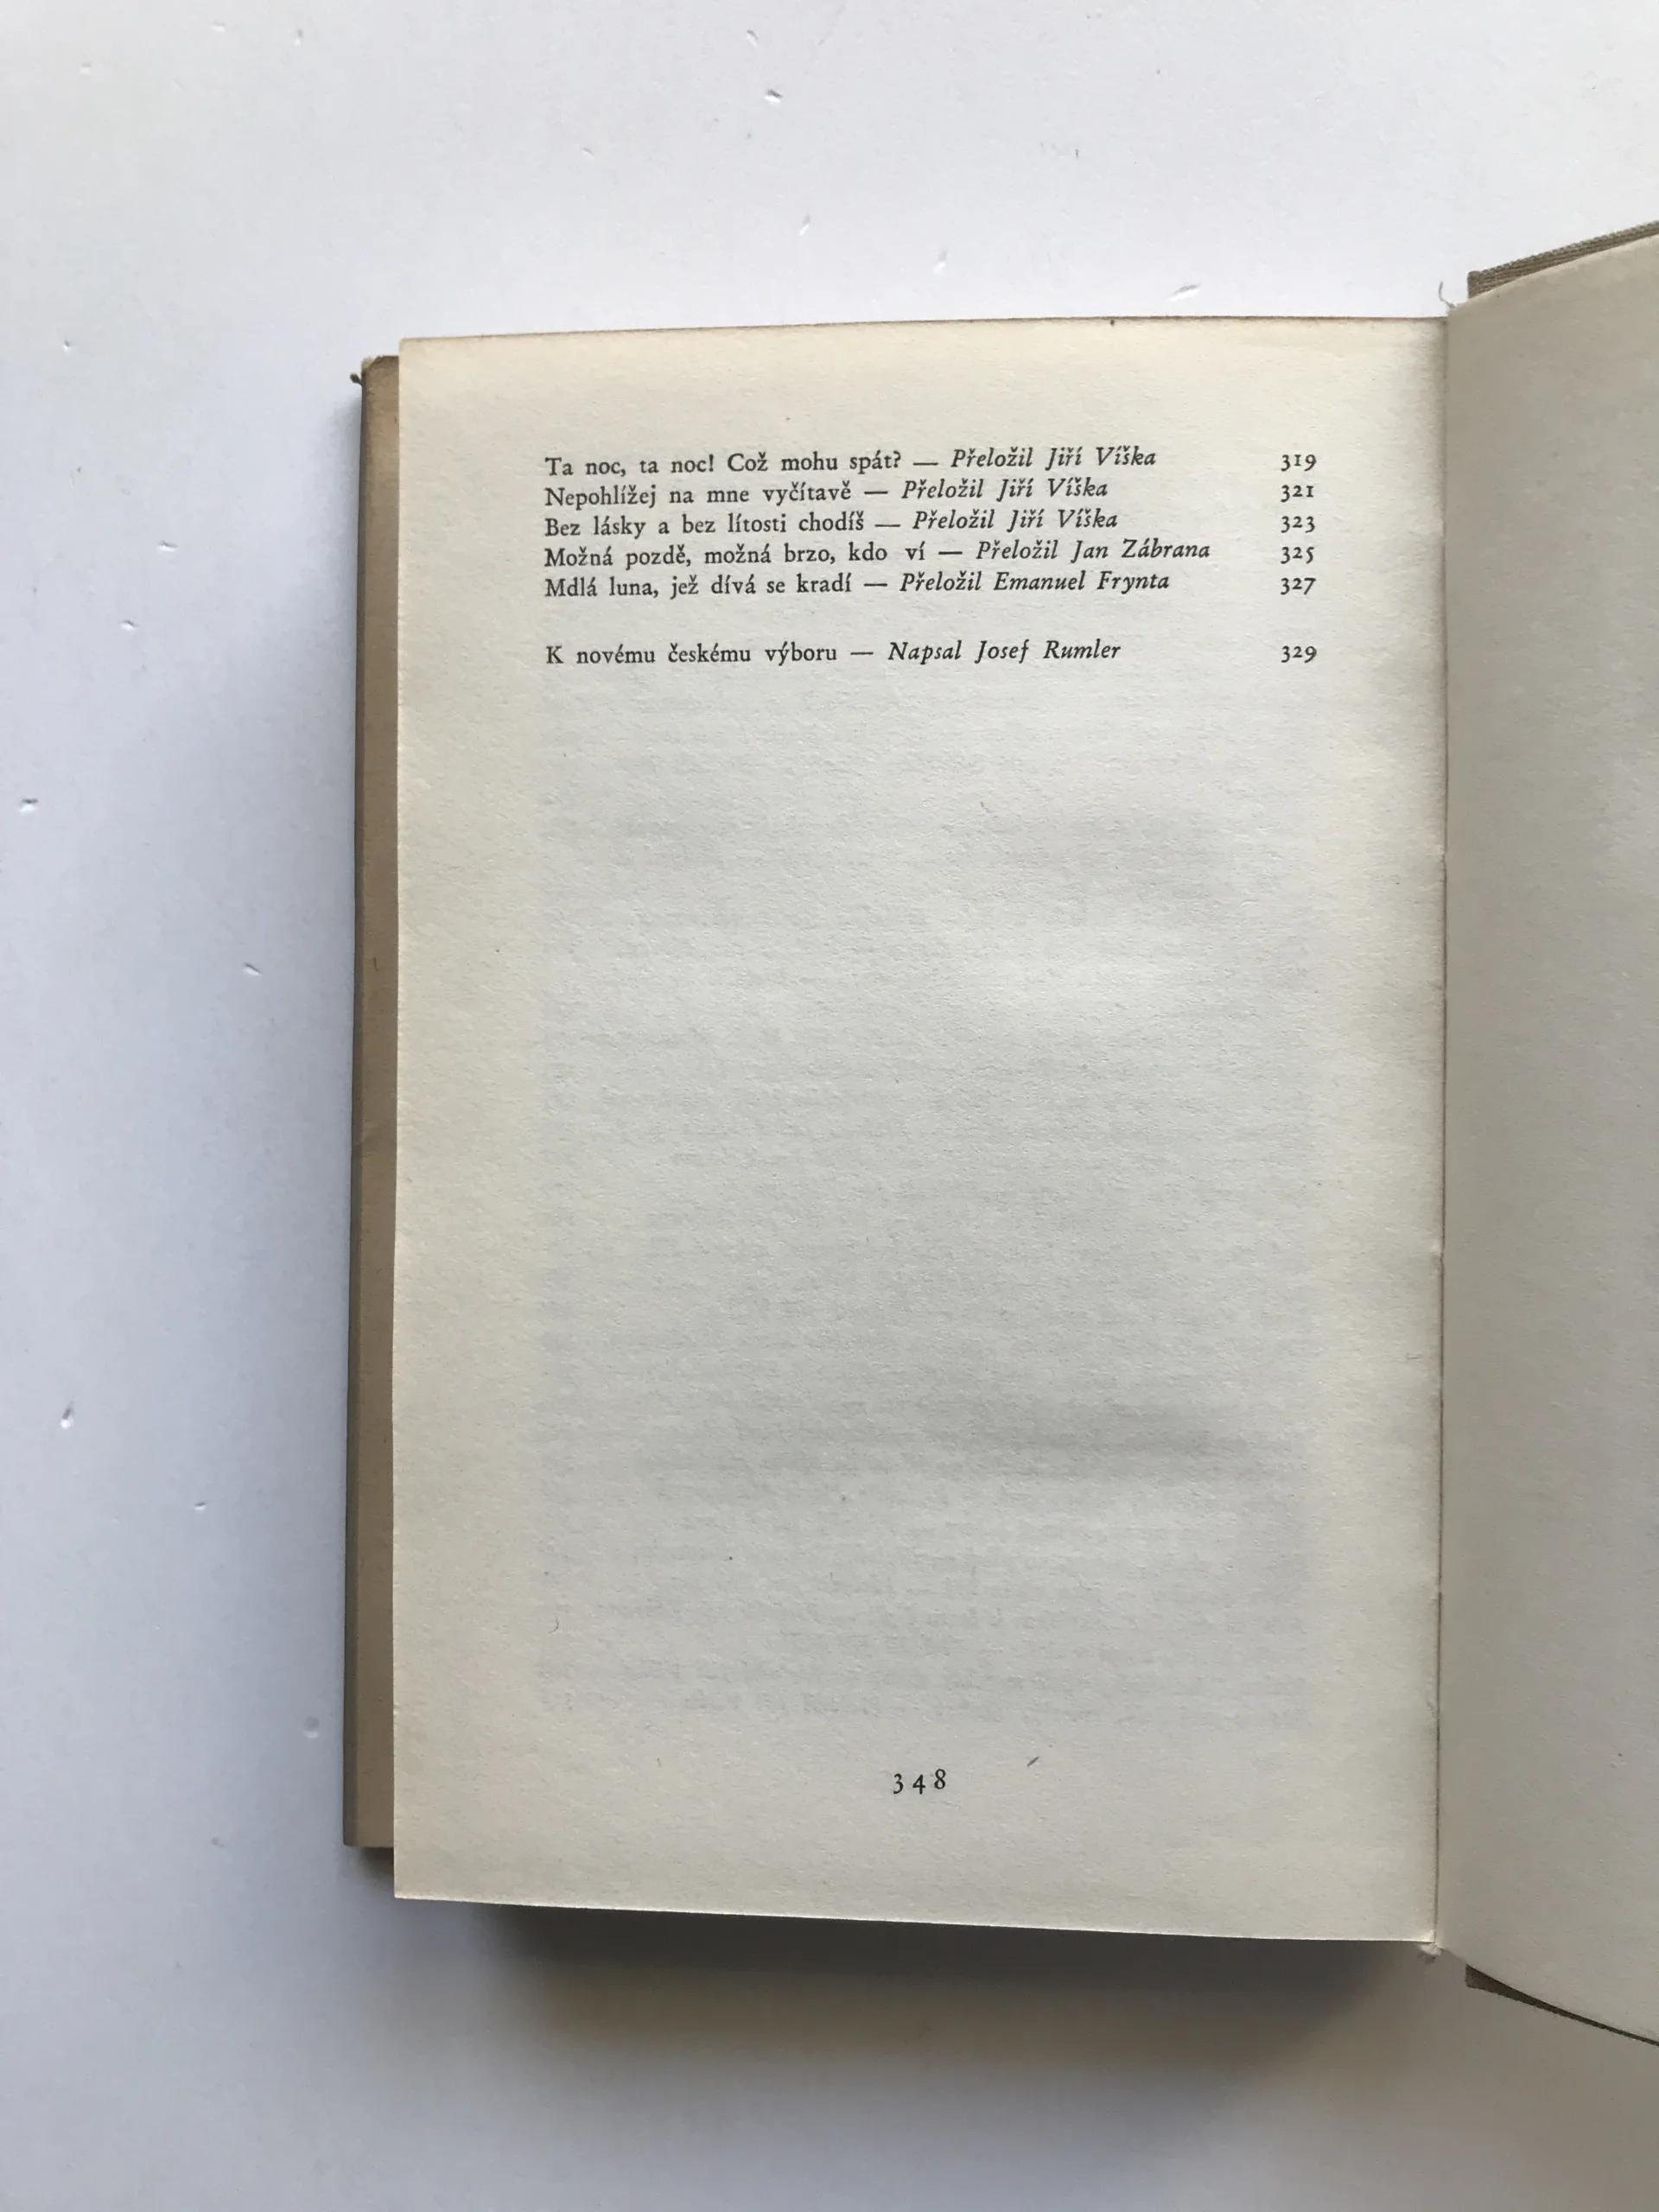 Ta noc, ta noc! Což mohu spát? — Přeložil Jiří Víška 319
Nepohlížej na mne vyčítavě — Přeložil Jiří Víška 321
Bez lásky a bez lítosti chodíš — Přeložil Jiří Víška 323
Možná pozdě, možná brzo, kdo ví — Přeložil Jan Zábrana 325
Mdlá luna, jež dívá se kradí — Přeložil Emanuel Frynta 327
K novému českému výboru — Napsal Josef Rumler 329
348